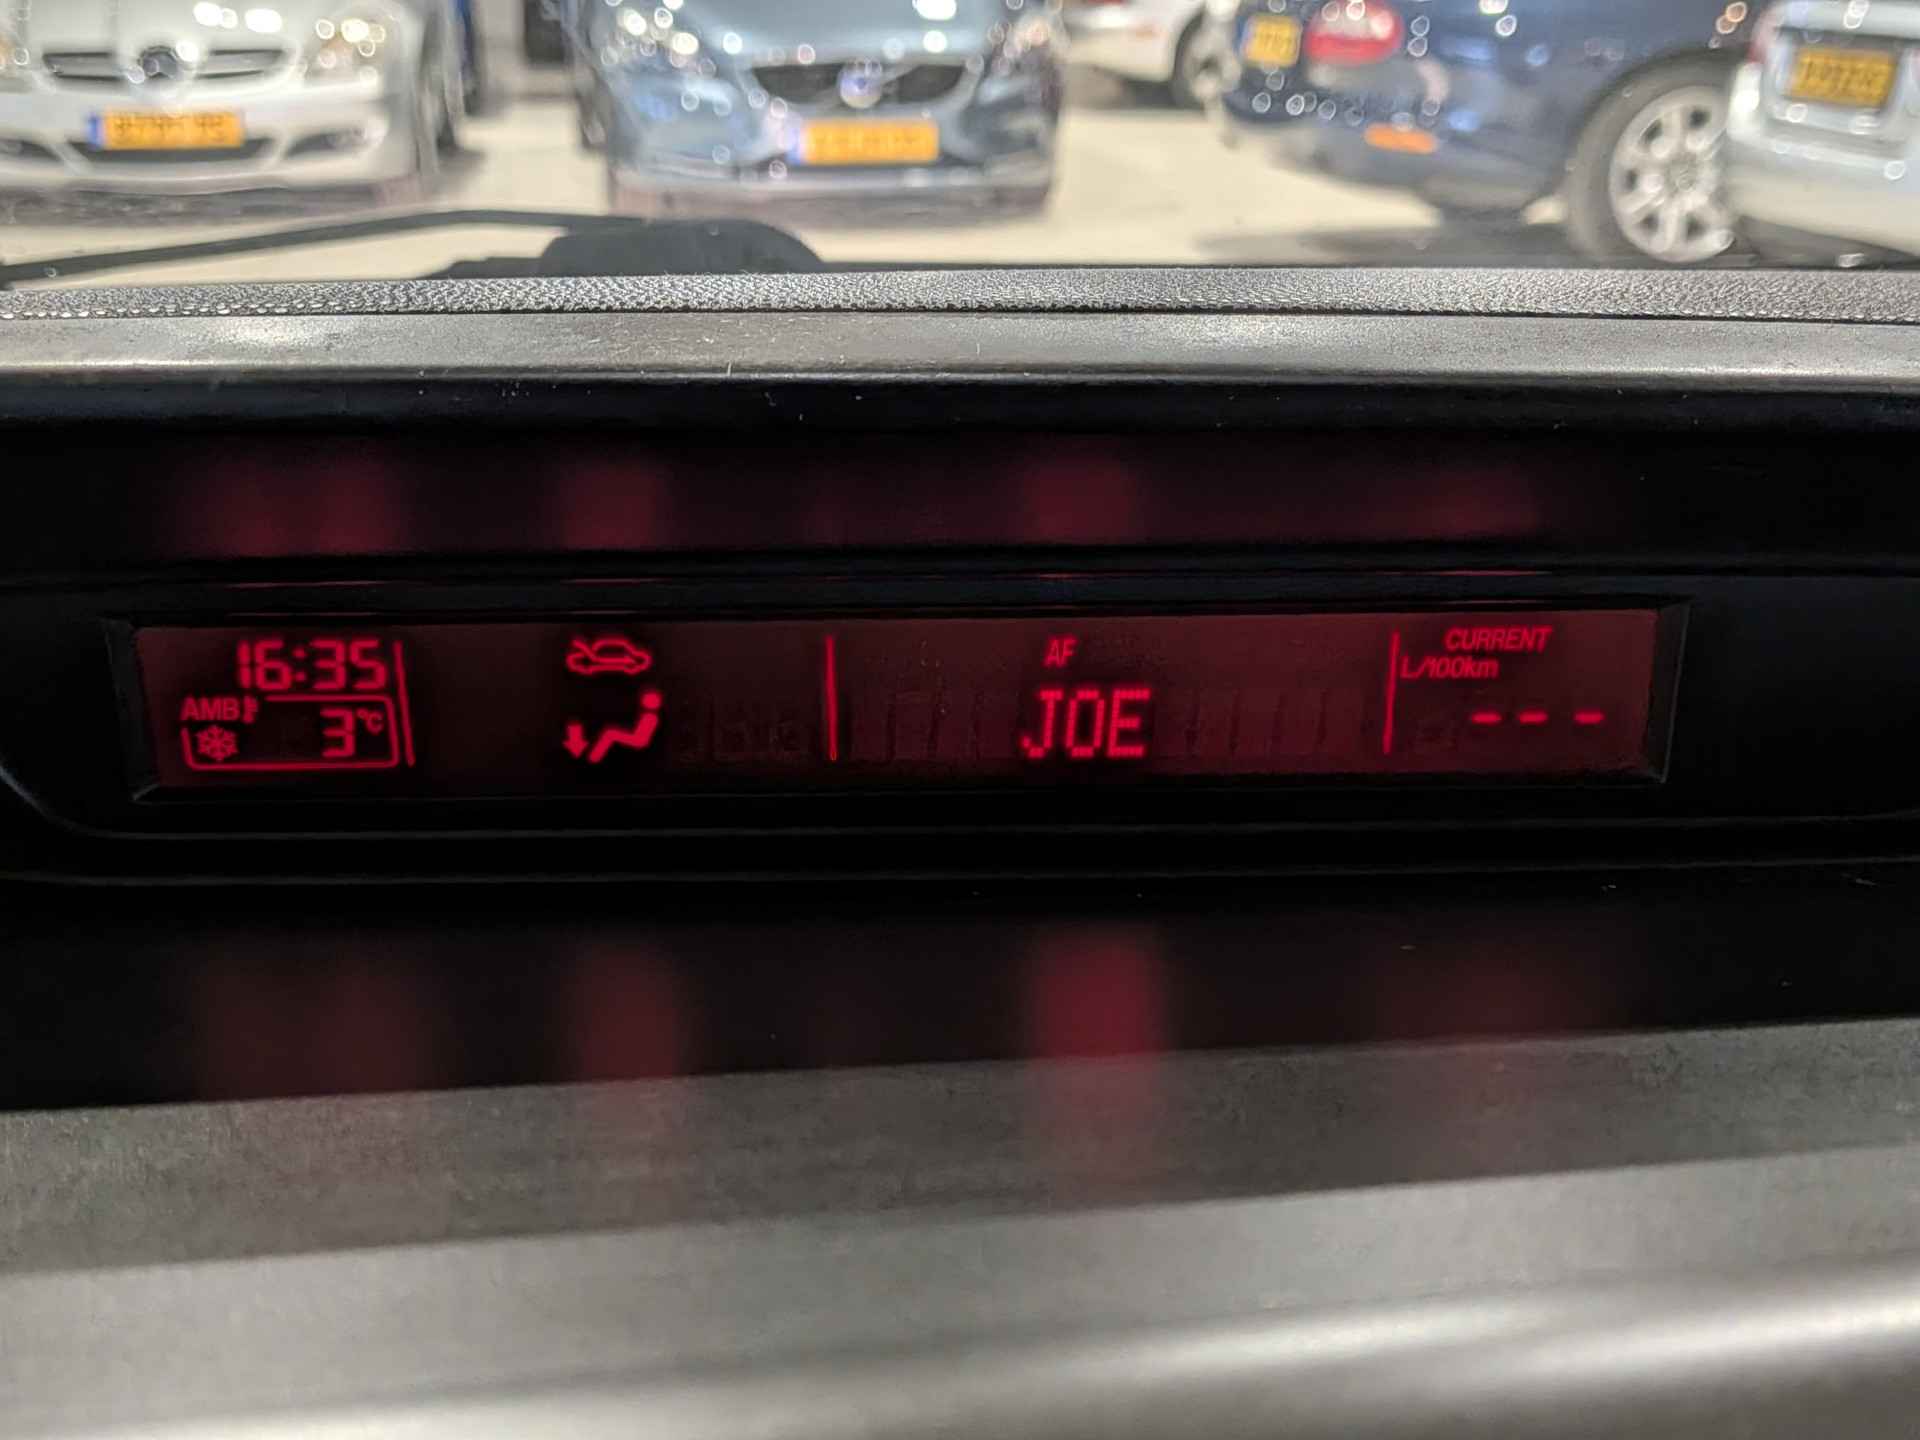 16:35
AMB
3°C
AF
JOE
CURRENT
L/100km
- - -